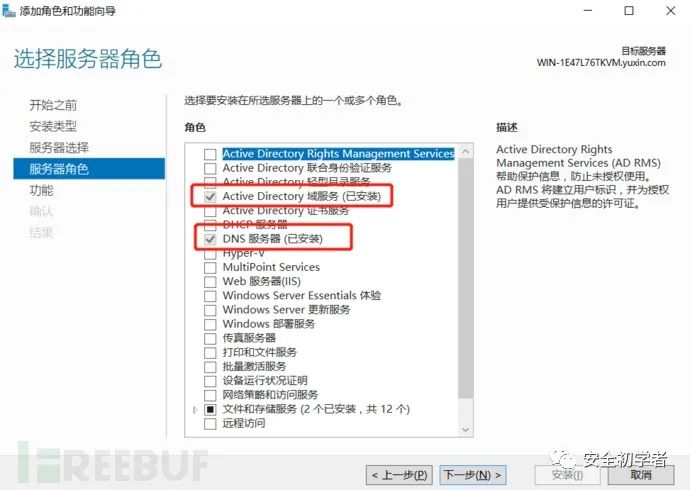 添加角色和功能向导
选择服务器角色
目标服务器
WIN-1E47L76TKVM.yuxin.com
开始之前
安装类型
服务器选择
服务器角色
功能
确认
结果
选择要安装在所选服务器上的一个或多个角色。
角色
Active Directory Rights Management Services
Active Directory 联合身份验证服务
Active Directory 轻型目录服务
Active Directory 域服务 (已安装)
Active Directory 证书服务
DHCP 服务器
DNS 服务器 (已安装)
Hyper-V
MultiPoint Services
Web 服务器(IIS)
Windows Server Essentials 体验
Windows Server 更新服务
Windows 部署服务
传真服务器
打印和文件服务
批量激活服务
设备运行状况证明
网络策略和访问服务
文件和存储服务 (2 个已安装，共 12 个)
远程访问
描述
Active Directory Rights
Management Services (AD RMS)
帮助保护信息，防止未授权使用。
AD RMS 将建立用户标识，并为授权
用户提供受保护信息的许可证。
FREEBUF
安全初学者
< 上一步(P)
下一步(N) >
安装(I)
取消